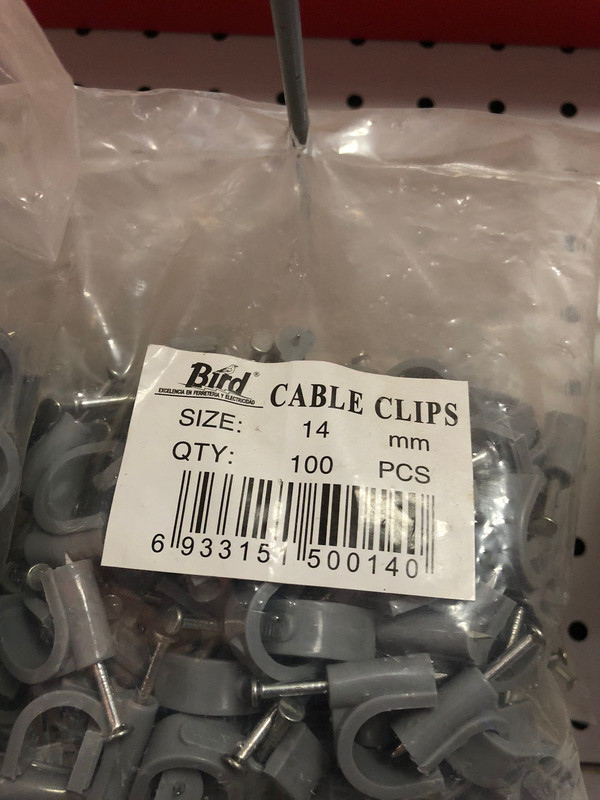 Bird®
EXCELENCIA EN FERRETERIA Y ELECTRICIDAD
CABLE CLIPS
SIZE: 14 mm
QTY: 100 PCS
6 933151 500140